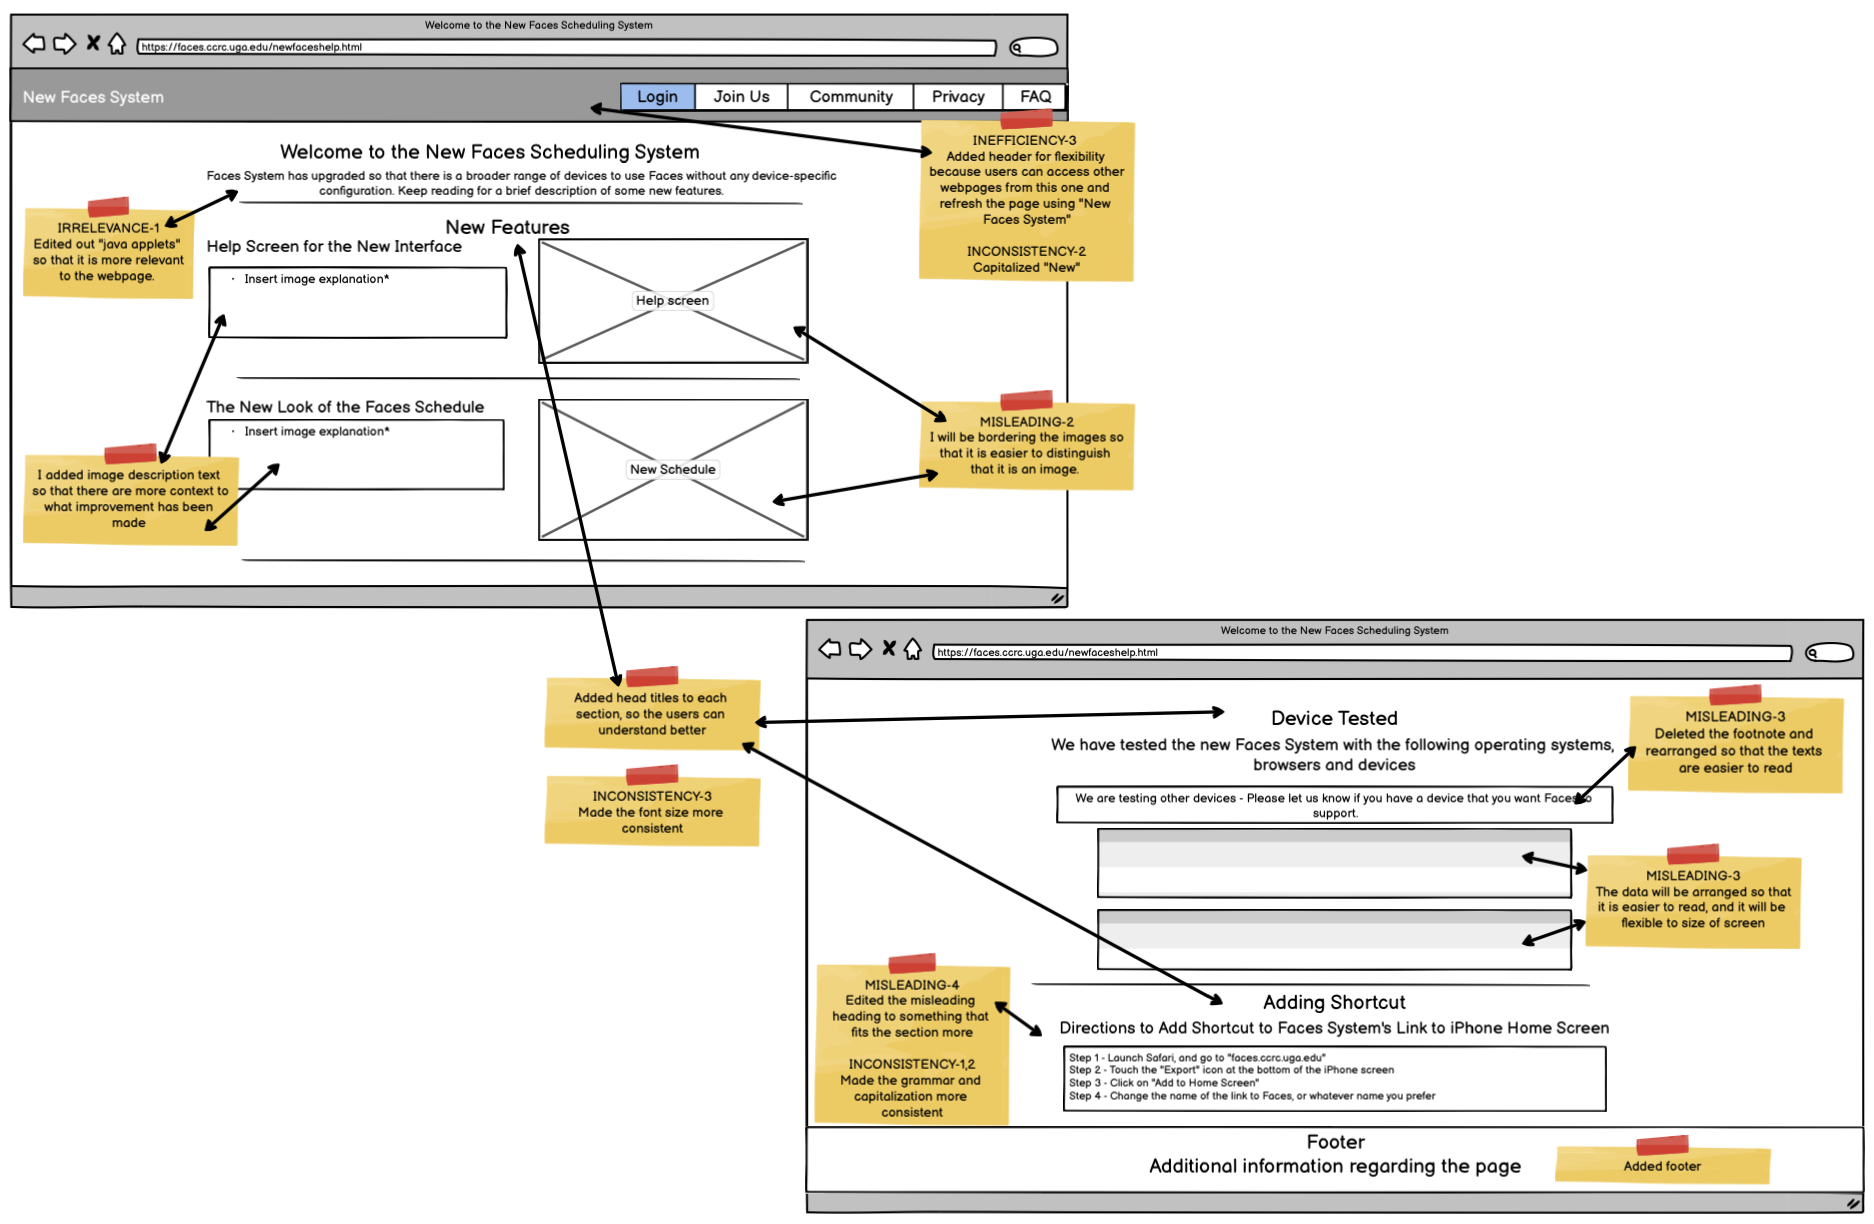 Welcome to the New Faces Scheduling System
https://faces.ccrc.uga.edu/newfaceshelp.html
New Faces System
Login
Join Us
Community
Privacy
FAQ
Welcome to the New Faces Scheduling System
Faces System has upgraded so that there is a broader range of devices to use Faces without any device-specific
configuration. Keep reading for a brief description of some new features.
INEFFICIENCY-3
Added header for flexibility
because users can access other
webpages from this one and
refresh the page using "New
Faces System"
INCONSISTENCY-2
Capitalized "New"
IRRELEVANCE-1
Edited out "java applets"
so that it is more relevant
to the webpage.
New Features
Help Screen for the New Interface
· Insert image explanation*
Help screen
The New Look of the Faces Schedule
· Insert image explanation*
New Schedule
MISLEADING-2
I will be bordering the images so
that it is easier to distinguish
that it is an image.
I added image description text
so that there are more context to
what improvement has been
made
Added head titles to each
section, so the users can
understand better
INCONSISTENCY-3
Made the font size more
consistent
Welcome to the New Faces Scheduling System
https://faces.ccrc.uga.edu/newfaceshelp.html
Device Tested
We have tested the new Faces System with the following operating systems,
browsers and devices
We are testing other devices - Please let us know if you have a device that you want Faces to
support.
MISLEADING-3
Deleted the footnote and
rearranged so that the texts
are easier to read
MISLEADING-3
The data will be arranged so that
it is easier to read, and it will be
flexible to size of screen
MISLEADING-4
Edited the misleading
heading to something that
fits the section more
INCONSISTENCY-1,2
Made the grammar and
capitalization more
consistent
Adding Shortcut
Directions to Add Shortcut to Faces System's Link to iPhone Home Screen
Step 1 - Launch Safari, and go to "faces.ccrc.uga.edu"
Step 2 - Touch the "Export" icon at the bottom of the iPhone screen
Step 3 - Click on "Add to Home Screen"
Step 4 - Change the name of the link to Faces, or whatever name you prefer
Footer
Additional information regarding the page
Added footer